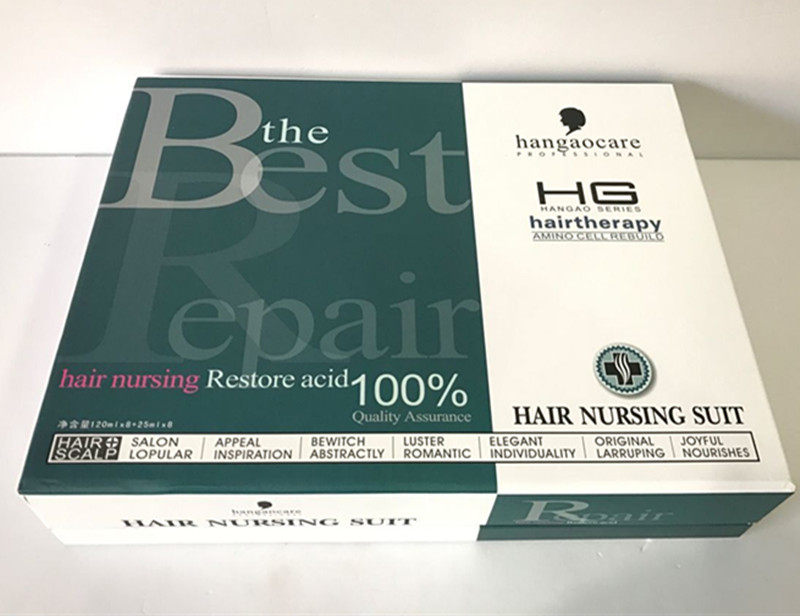 the
Best
Repair
hair nursing Restore acid 100%
Quality Assurance
净含量120mlx8+25mlx8
hangaocare
PROFESSIONAL
HG
HANGAO SERIES
hairtherapy
AMINO CELL REBUILD
HAIR NURSING SUIT
HAIR+
SCALP
SALON
LOPULAR
APPEAL
INSPIRATION
BEWITCH
ABSTRACTLY
LUSTER
ROMANTIC
ELEGANT
INDIVIDUALITY
ORIGINAL
LARRUPING
JOYFUL
NOURISHES
hangaocare
HAIR NURSING SUIT
Repair